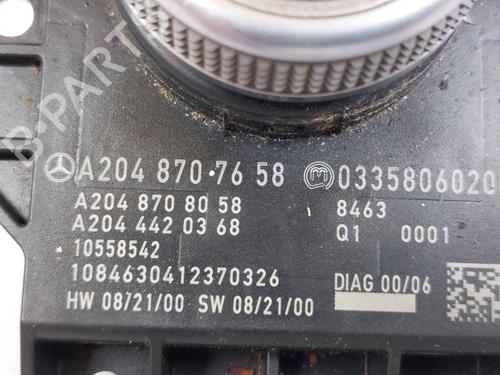 B-PARTS
A204 870·76 58 M 0335806020
A204 870 80 58 8463
A204 442 03 68 Q1 0001
10558542
1084630412370326 DIAG 00/06
HW 08/21/00 SW 08/21/00